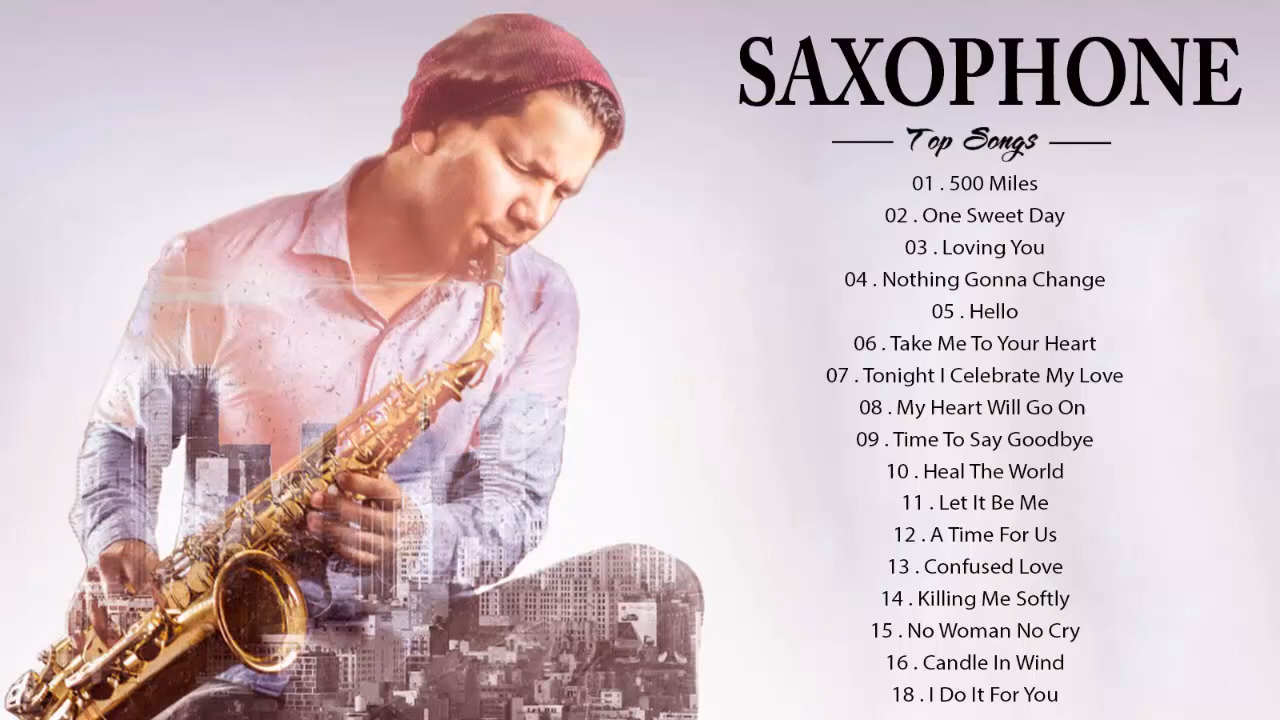 SAXOPHONE
Top Songs
01 . 500 Miles
02 . One Sweet Day
03 . Loving You
04 . Nothing Gonna Change
05 . Hello
06 . Take Me To Your Heart
07 . Tonight I Celebrate My Love
08 . My Heart Will Go On
09 . Time To Say Goodbye
10 . Heal The World
11 . Let It Be Me
12 . A Time For Us
13 . Confused Love
14 . Killing Me Softly
15 . No Woman No Cry
16 . Candle In Wind
18 . I Do It For You